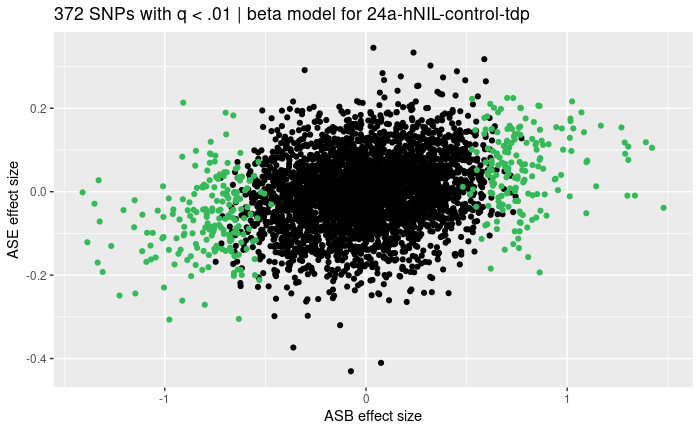 372 SNPs with q < .01 | beta model for 24a-hNIL-control-tdp
ASE effect size
0.2
0.0
-0.2
-0.4
-1
0
1
ASB effect size